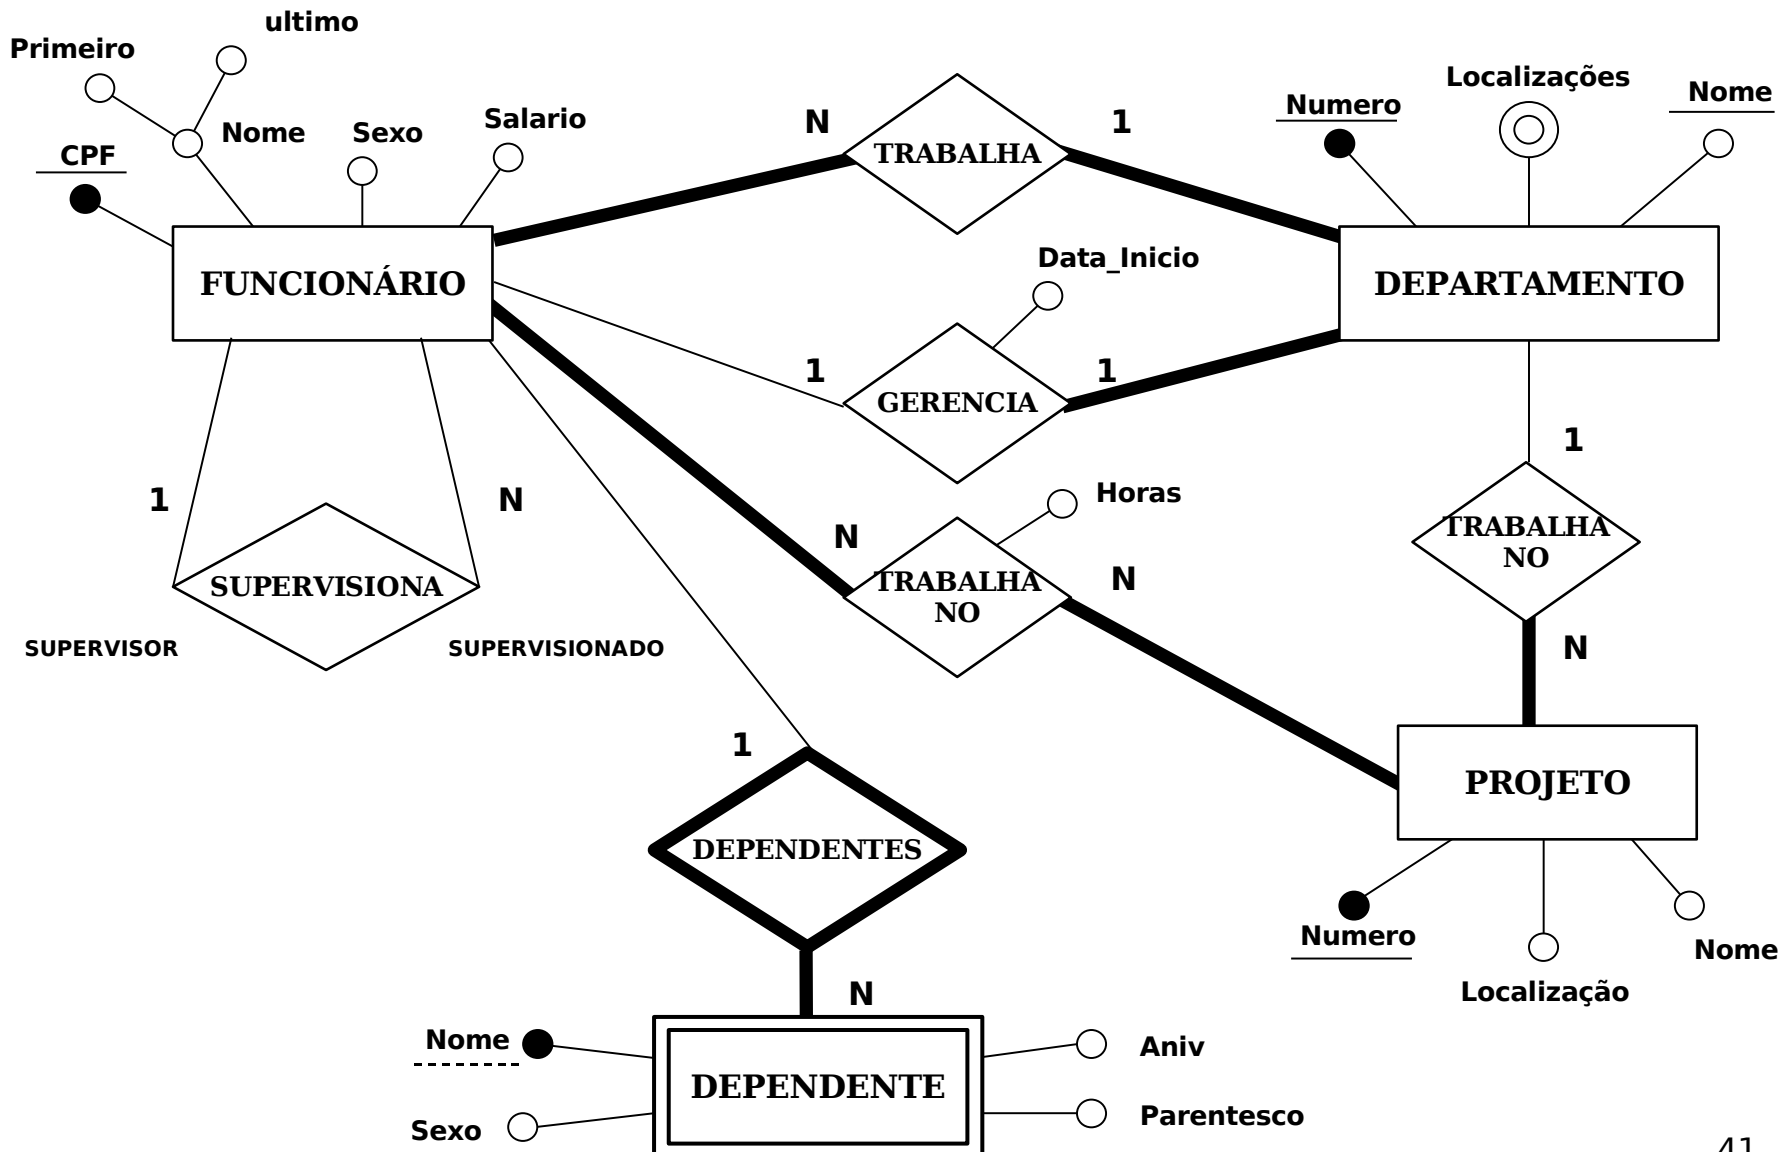 ultimo
Primeiro
Localizações
Nome
Numero
Salario
N
1
Nome
Sexo
CPF
TRABALHA
Data_Inicio
FUNCIONÁRIO
DEPARTAMENTO
1
1
GERENCIA
1
Horas
1
N
N
TRABALHA
NO
N
TRABALHA
NO
SUPERVISIONA
SUPERVISOR
SUPERVISIONADO
N
1
PROJETO
DEPENDENTES
Numero
Nome
Localização
N
Nome
Aniv
DEPENDENTE
Parentesco
Sexo
41